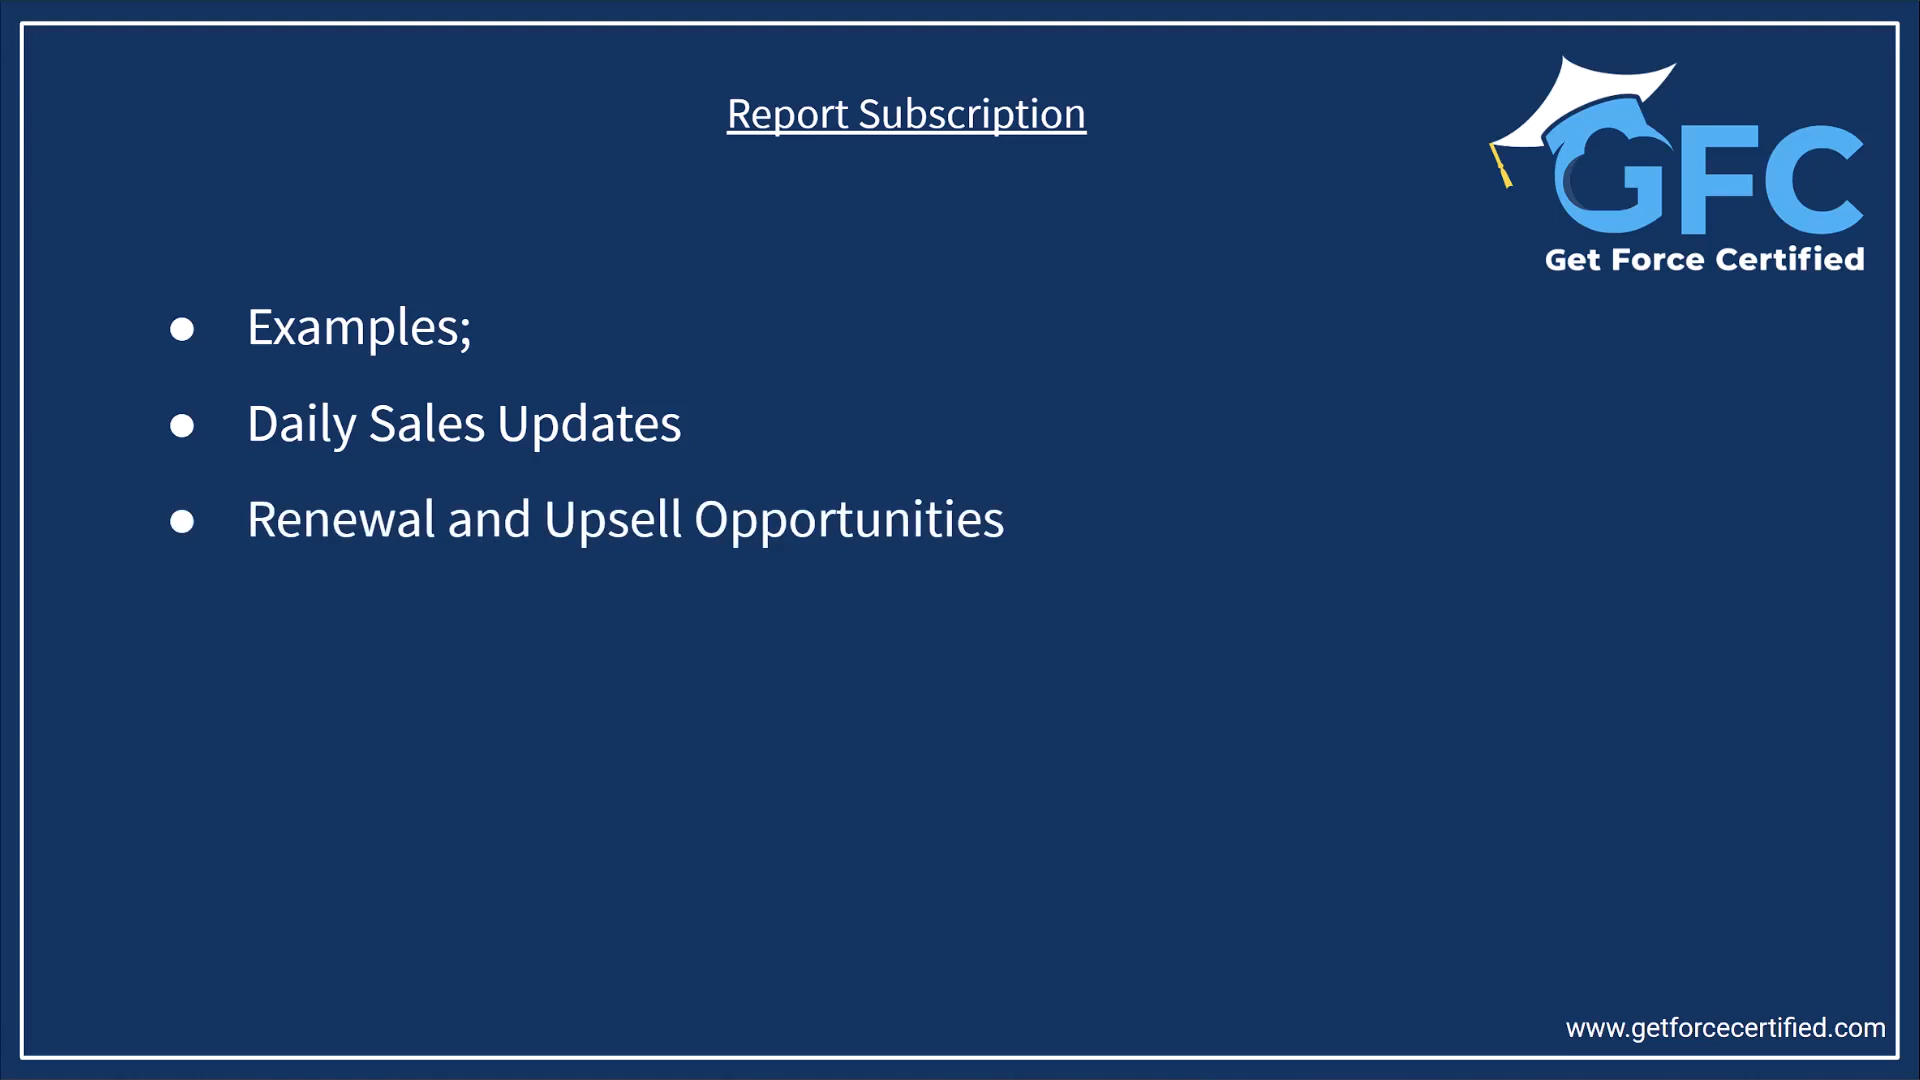 Report Subscription
GFC
Get Force Certified
● Examples;
● Daily Sales Updates
● Renewal and Upsell Opportunities
www.getforcecertified.com